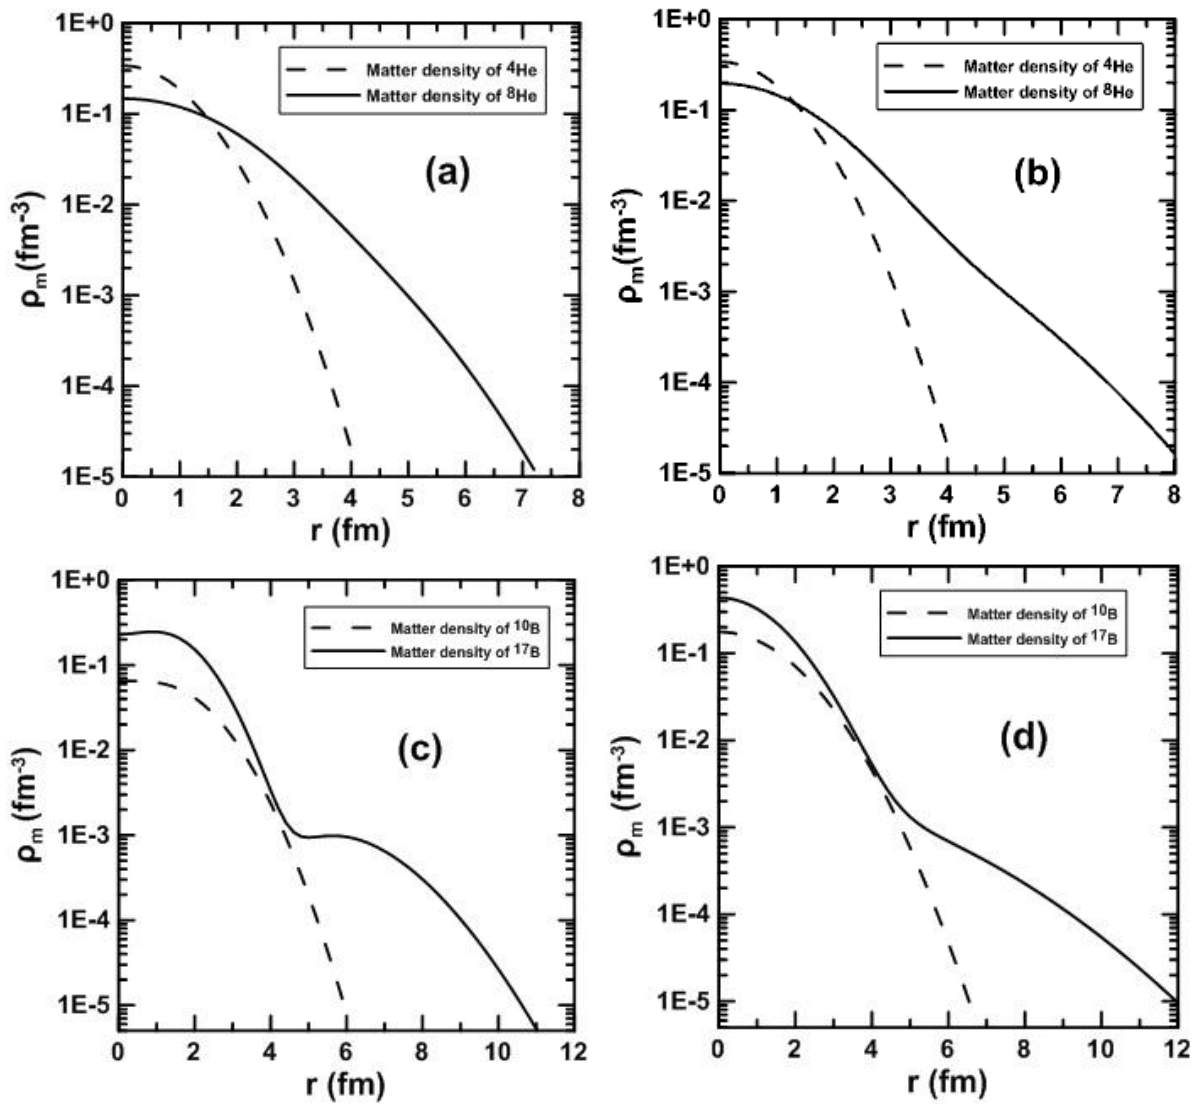 1E+0
1E-1
1E-2
1E-3
1E-4
1E-5
ρm(fm-3)
Matter density of 4He
Matter density of 8He
(a)
0 1 2 3 4 5 6 7 8
r (fm)
1E+0
1E-1
1E-2
1E-3
1E-4
1E-5
ρm(fm-3)
Matter density of 4He
Matter density of 8He
(b)
0 1 2 3 4 5 6 7 8
r (fm)
1E+0
1E-1
1E-2
1E-3
1E-4
1E-5
ρm (fm-3)
Matter density of 10B
Matter density of 17B
(c)
0 2 4 6 8 10 12
r (fm)
1E+0
1E-1
1E-2
1E-3
1E-4
1E-5
ρm (fm-3)
Matter density of 10B
Matter density of 17B
(d)
0 2 4 6 8 10 12
r (fm)